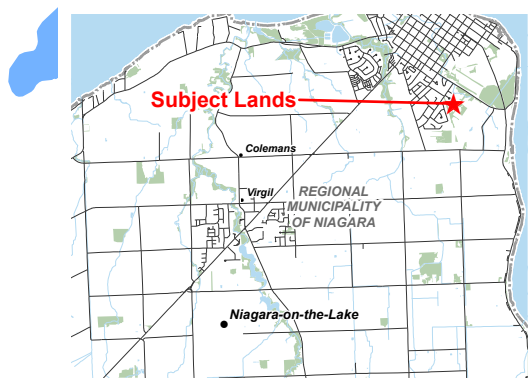 Subject Lands
Colemans
Virgil
REGIONAL
MUNICIPALITY
OF NIAGARA
Niagara-on-the-Lake